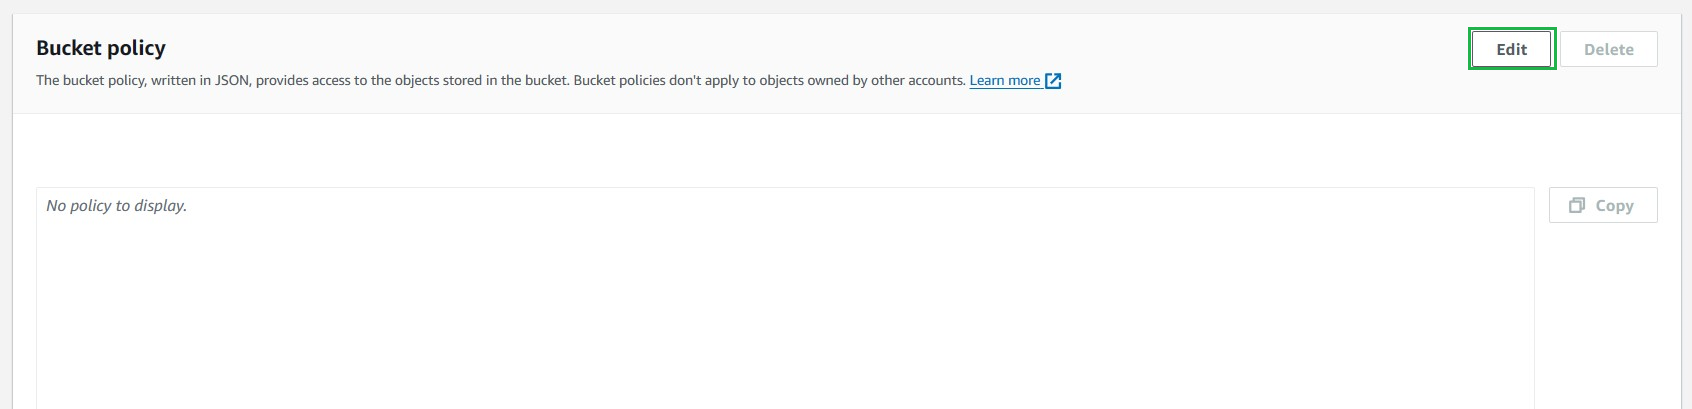 Bucket policy
Edit
Delete
The bucket policy, written in JSON, provides access to the objects stored in the bucket. Bucket policies don't apply to objects owned by other accounts. Learn more
No policy to display.
Copy